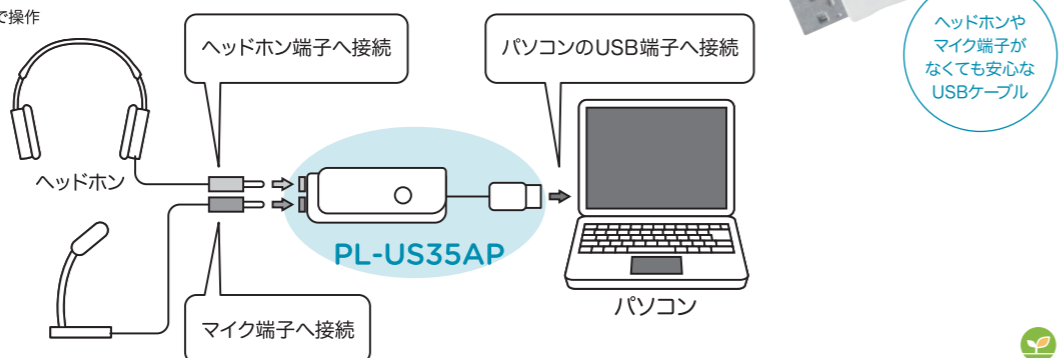 で操作
ヘッドホン端子へ接続
パソコンのUSB端子へ接続
ヘッドホンや
マイク端子が
なくても安心な
USBケーブル
ヘッドホン
PL-US35AP
パソコン
マイク端子へ接続